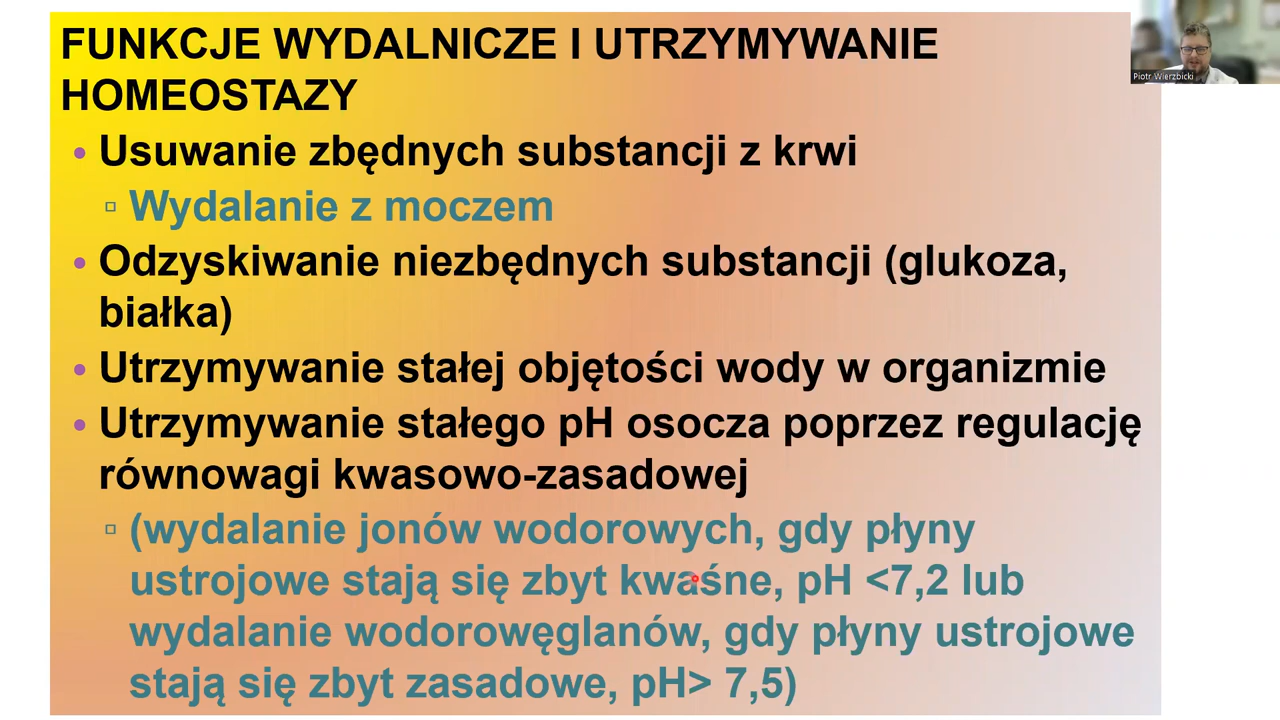 FUNKCJE WYDALNICZE I UTRZYMYWANIE
HOMEOSTAZY
• Usuwanie zbędnych substancji z krwi
▫ Wydalanie z moczem
• Odzyskiwanie niezbędnych substancji (glukoza,
białka)
• Utrzymywanie stałej objętości wody w organizmie
• Utrzymywanie stałego pH osocza poprzez regulację
równowagi kwasowo-zasadowej
▫ (wydalanie jonów wodorowych, gdy płyny
ustrojowe stają się zbyt kwaśne, pH <7,2 lub
wydalanie wodorowęglanów, gdy płyny ustrojowe
stają się zbyt zasadowe, pH> 7,5)
Piotr Wierzbicki